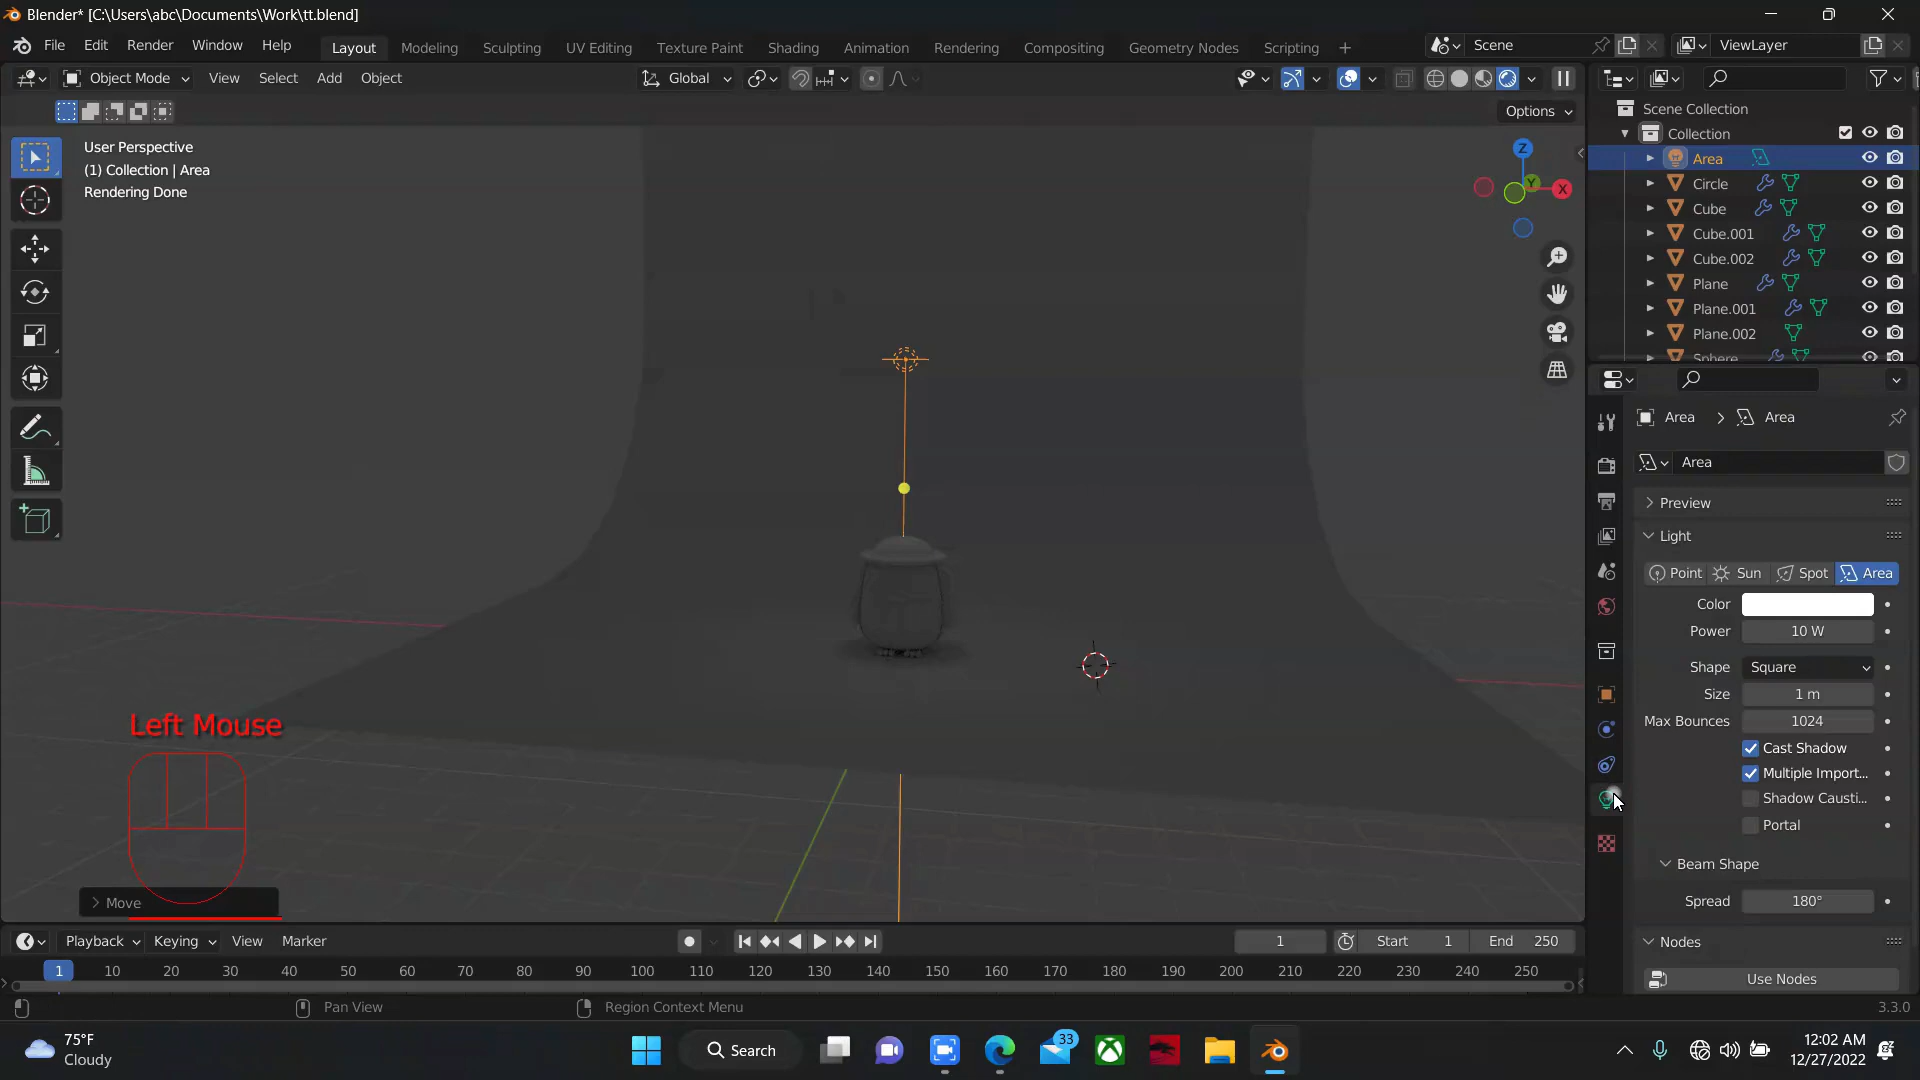 Blender* [C:\Users\abc\Documents\Work\tt.blend]
File Edit Render Window Help
Layout Modeling Sculpting UV Editing Texture Paint Shading Animation Rendering Compositing Geometry Nodes Scripting +
Scene
ViewLayer
Object Mode View Select Add Object
Global
Options
User Perspective
(1) Collection | Area
Rendering Done
Z
Y
X
Scene Collection
Collection
Area
Circle
Cube
Cube.001
Cube.002
Plane
Plane.001
Plane.002
Sphere
Area > Area
Area
Preview
Light
Point Sun Spot Area
Color
Power 10 W
Shape Square
Size 1 m
Max Bounces 1024
Cast Shadow
Multiple Import...
Shadow Causti...
Portal
Beam Shape
Spread 180°
Nodes
Use Nodes
Left Mouse
> Move
Playback Keying View Marker
1
Start 1
End 250
1 10 20 30 40 50 60 70 80 90 100 110 120 130 140 150 160 170 180 190 200 210 220 230 240 250
Pan View
Region Context Menu
3.3.0
75°F
Cloudy
Search
33
12:02 AM
12/27/2022